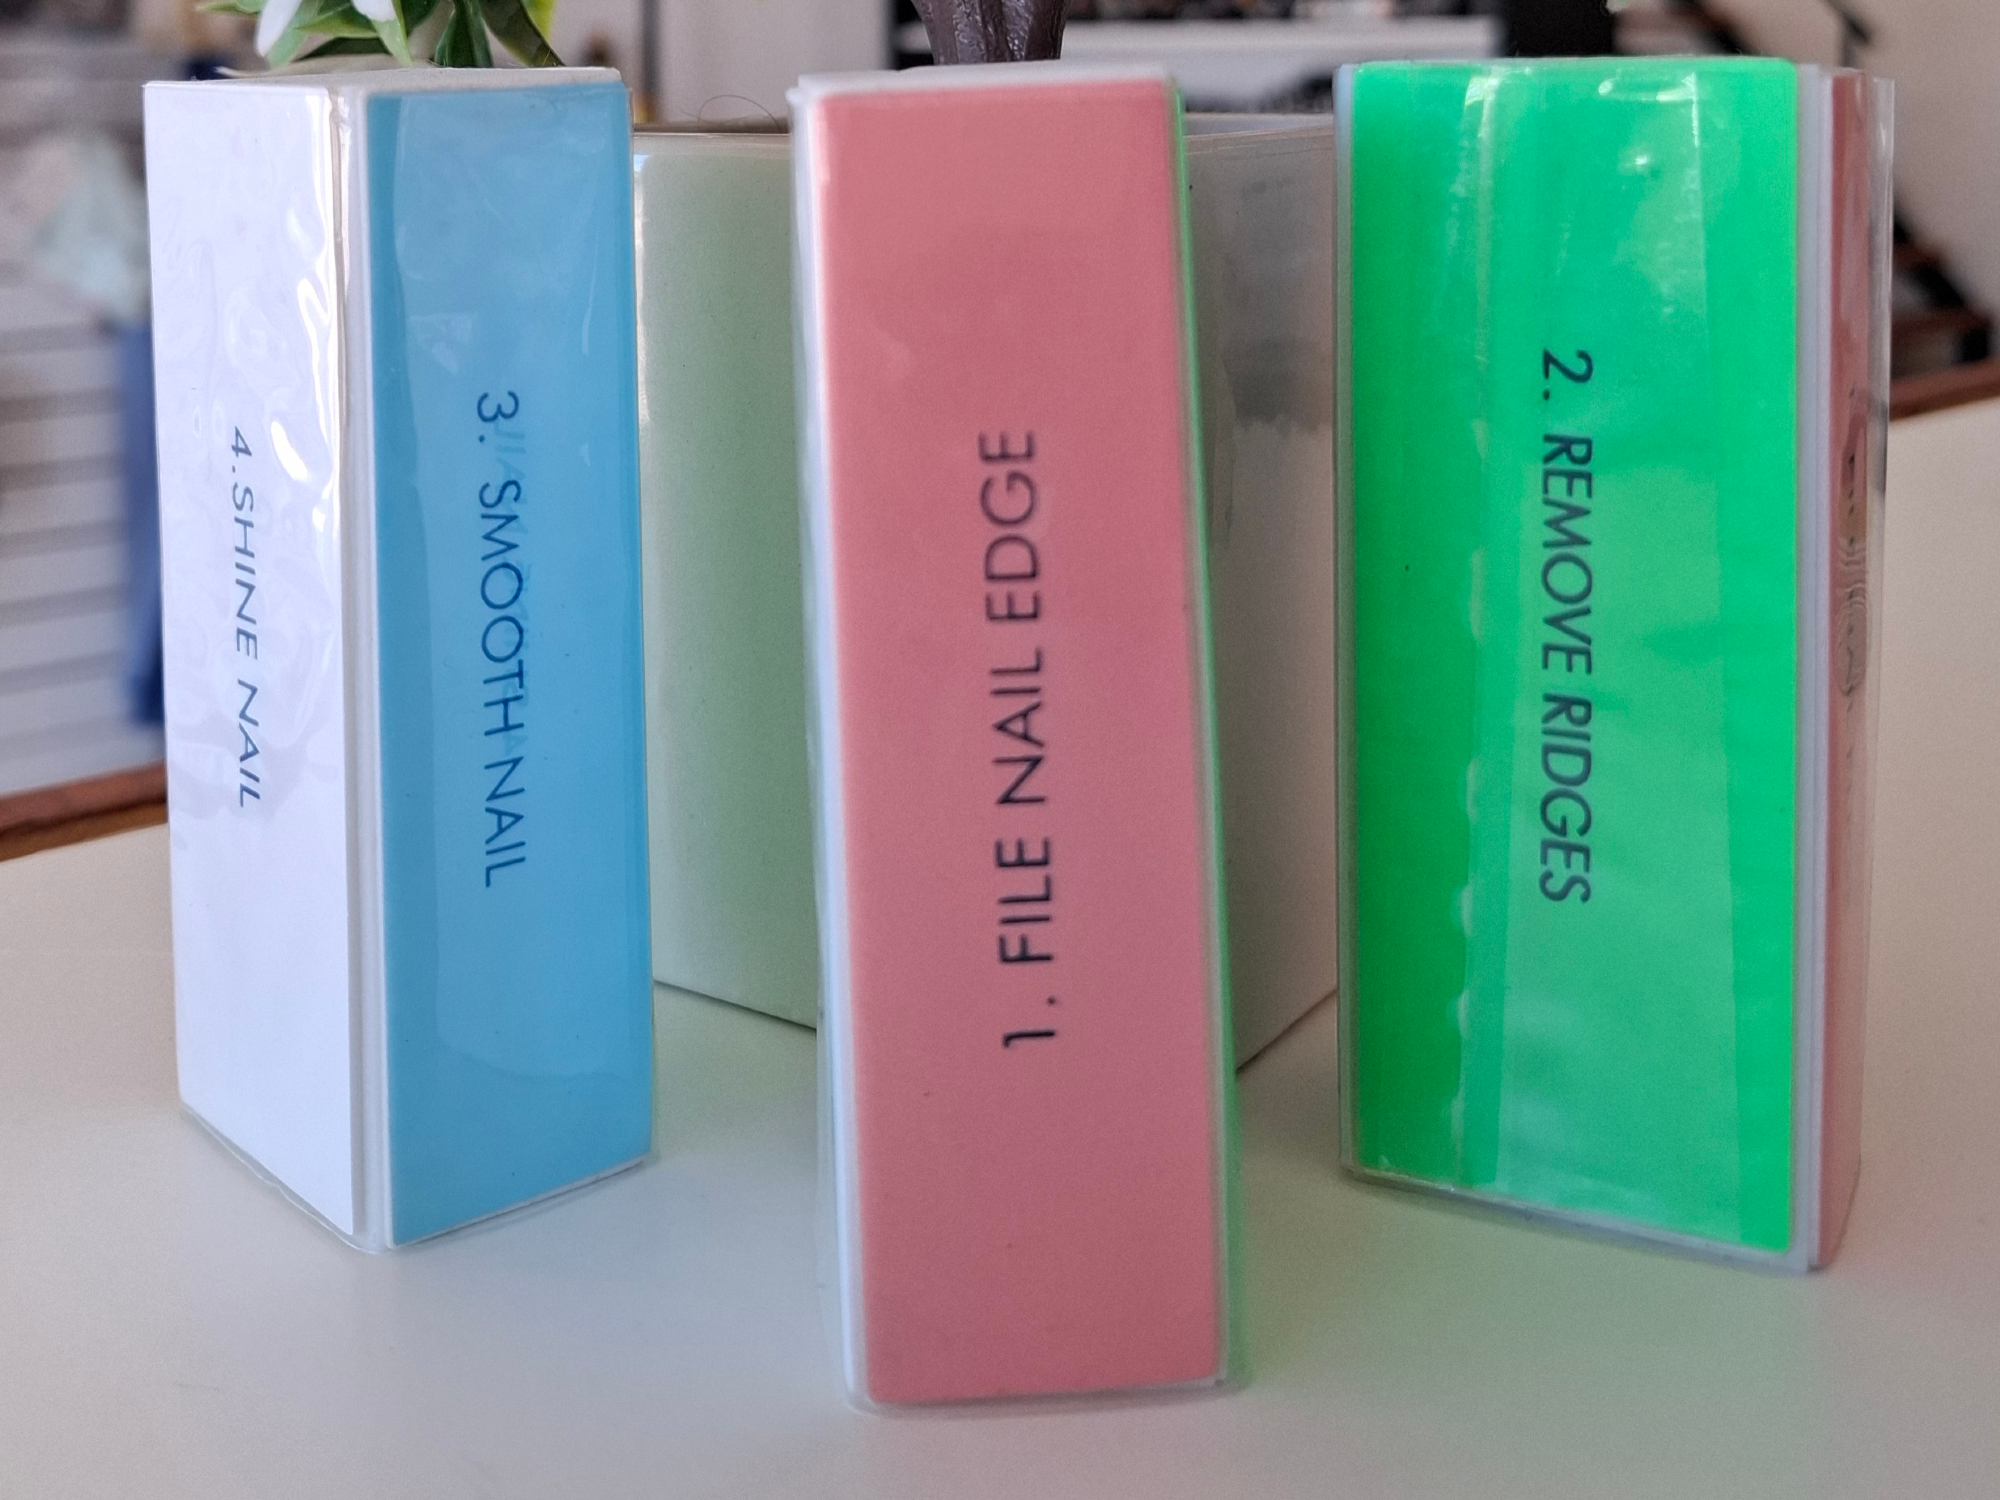 4.SHINE NAIL
3. SMOOTH NAIL
1. FILE NAIL EDGE
2. REMOVE RIDGES